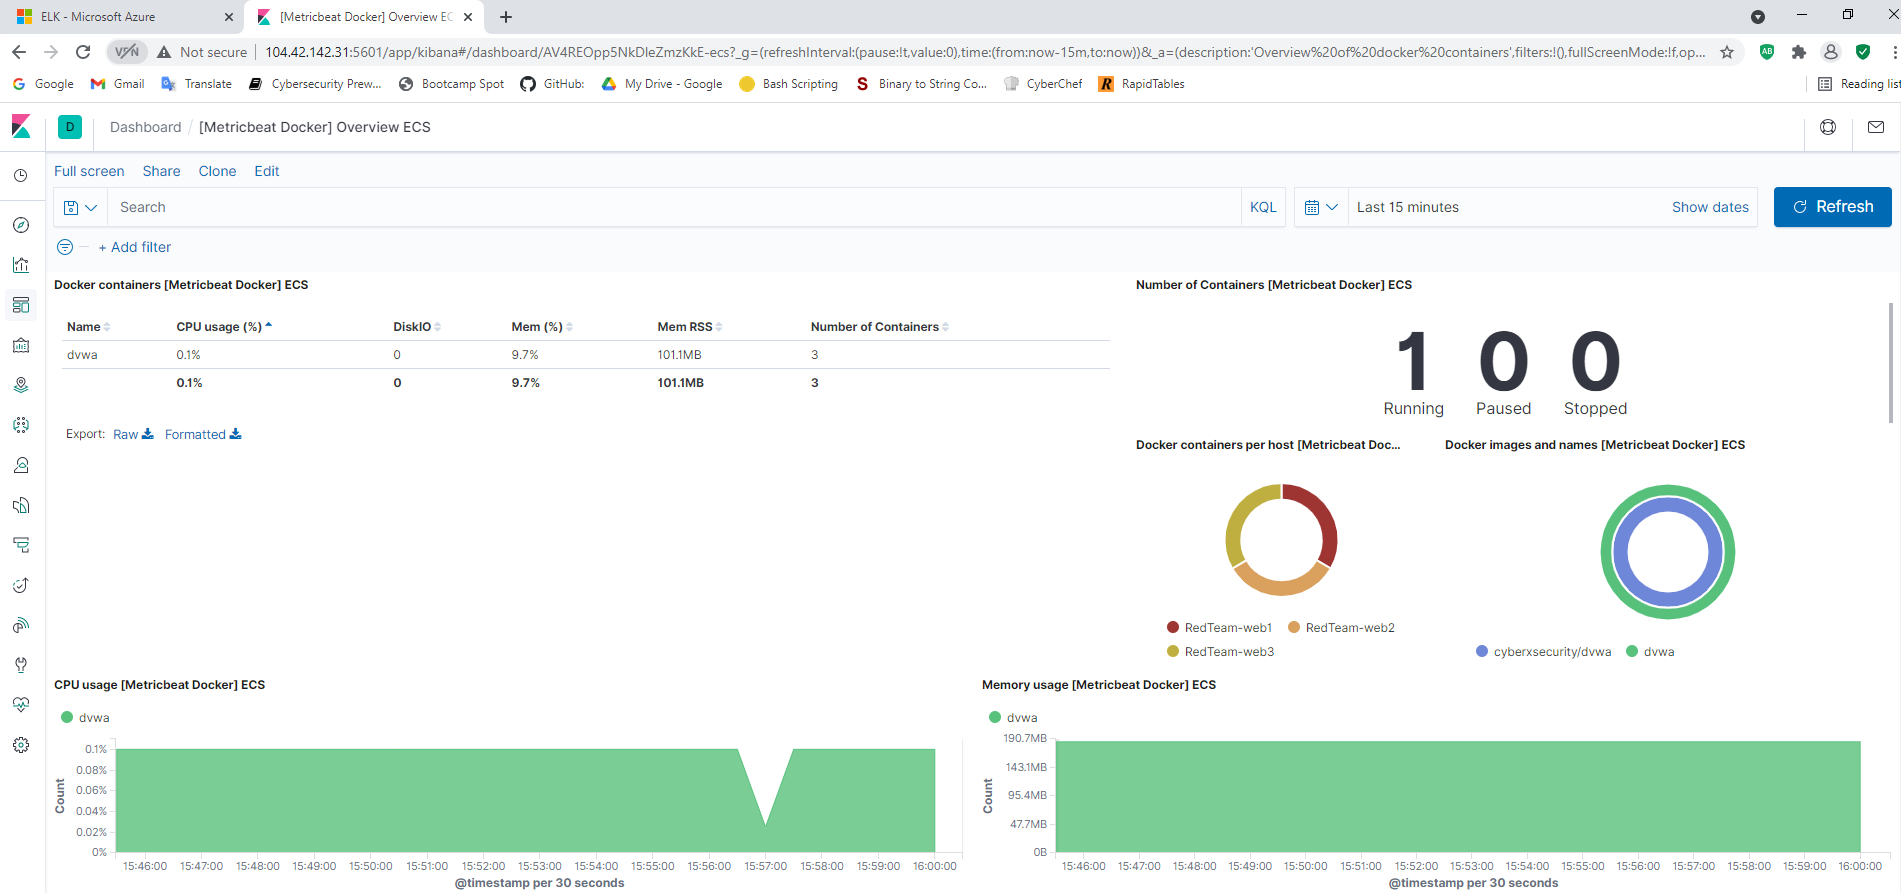 ELK - Microsoft Azure
[Metricbeat Docker] Overview EC
VPN
Not secure
104.42.142.31:5601/app/kibana#/dashboard/AV4REOpp5NkDleZmzKkE-ecs?_g=(refreshInterval:(pause:!t,value:0),time:(from:now-15m,to:now))&_a=(description:'Overview%20of%20docker%20containers',filters:!(),fullScreenMode:!f,op...
AB
G Google
Gmail
Translate
Cybersecurity Prew...
Bootcamp Spot
GitHub:
My Drive - Google
Bash Scripting
S Binary to String Co...
CyberChef
R RapidTables
Reading list
D
Dashboard / [Metricbeat Docker] Overview ECS
Full screen Share Clone Edit
Search
KQL
Last 15 minutes
Show dates
Refresh
+ Add filter
Docker containers [Metricbeat Docker] ECS
Name CPU usage (%) DiskIO Mem (%) Mem RSS Number of Containers
dvwa 0.1% 0 9.7% 101.1MB 3
0.1% 0 9.7% 101.1MB 3
Export: Raw Formatted
Number of Containers [Metricbeat Docker] ECS
1 0 0
Running Paused Stopped
Docker containers per host [Metricbeat Doc...
RedTeam-web1 RedTeam-web2
RedTeam-web3
Docker images and names [Metricbeat Docker] ECS
cyberxsecurity/dvwa dvwa
CPU usage [Metricbeat Docker] ECS
dvwa
0.1%
0.08%
0.06%
0.04%
0.02%
0%
Count
15:46:00 15:47:00 15:48:00 15:49:00 15:50:00 15:51:00 15:52:00 15:53:00 15:54:00 15:55:00 15:56:00 15:57:00 15:58:00 15:59:00 16:00:00
@timestamp per 30 seconds
Memory usage [Metricbeat Docker] ECS
dvwa
190.7MB
143.1MB
95.4MB
47.7MB
0B
Count
15:46:00 15:47:00 15:48:00 15:49:00 15:50:00 15:51:00 15:52:00 15:53:00 15:54:00 15:55:00 15:56:00 15:57:00 15:58:00 15:59:00 16:00:00
@timestamp per 30 seconds